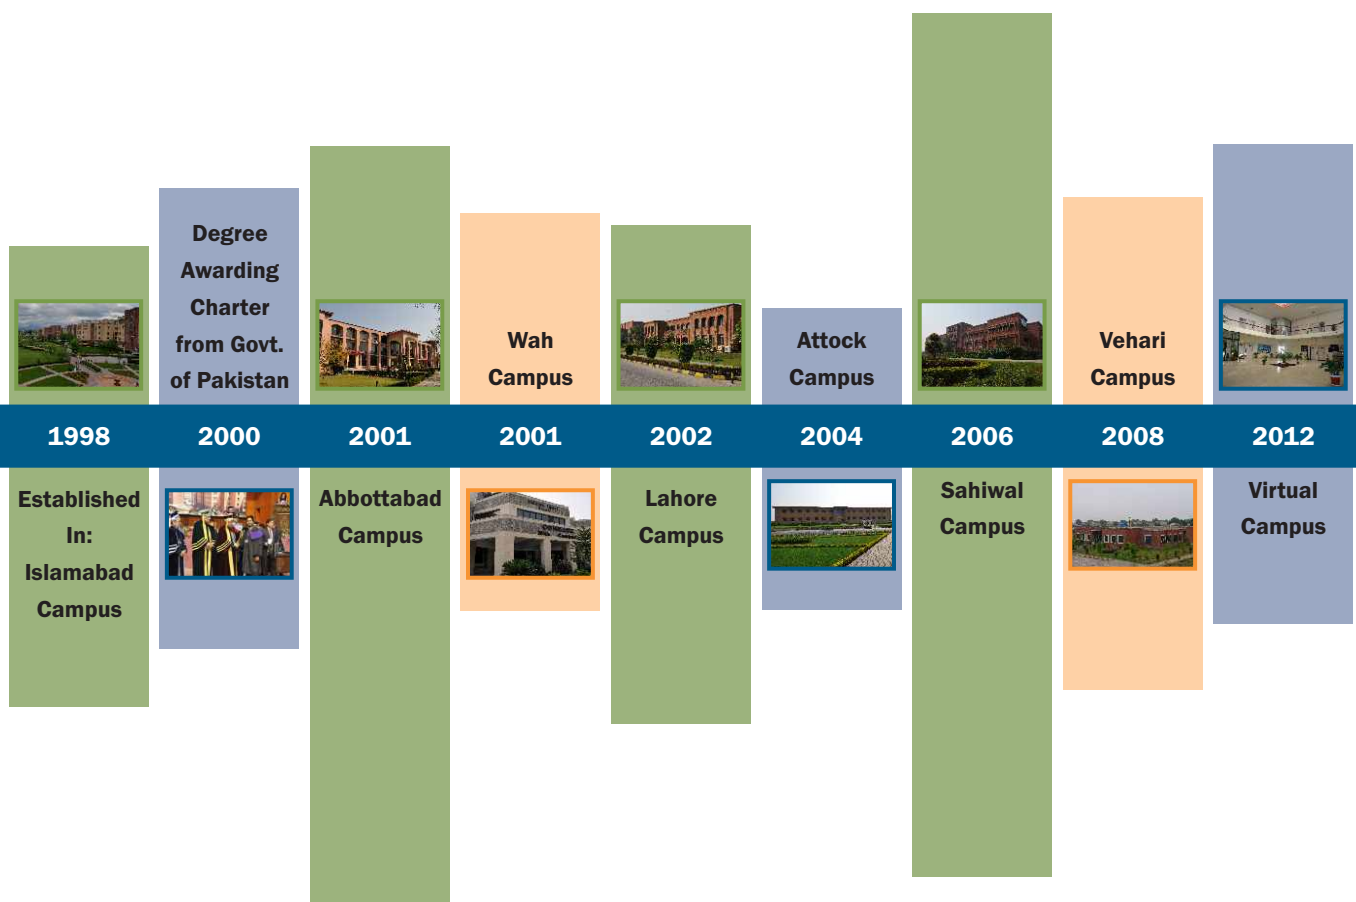 1998
Established
In:
Islamabad
Campus
Degree
Awarding
Charter
from Govt.
of Pakistan
2000
2001
Abbottabad
Campus
Wah
Campus
2001
2002
Lahore
Campus
Attock
Campus
2004
2006
Sahiwal
Campus
Vehari
Campus
2008
2012
Virtual
Campus